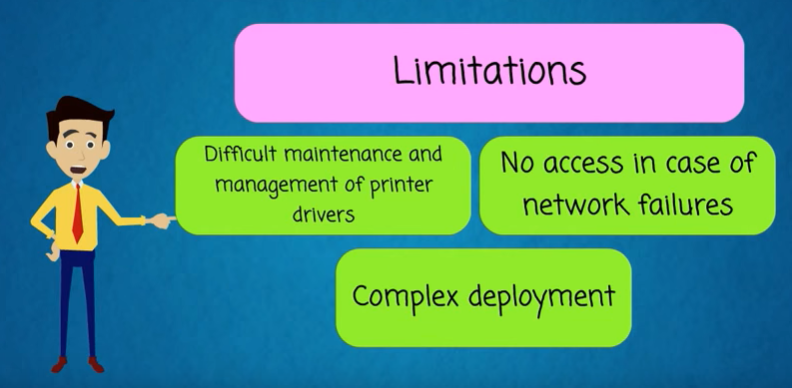 Limitations
Difficult maintenance and
management of printer
drivers
No access in case of
network failures
Complex deployment